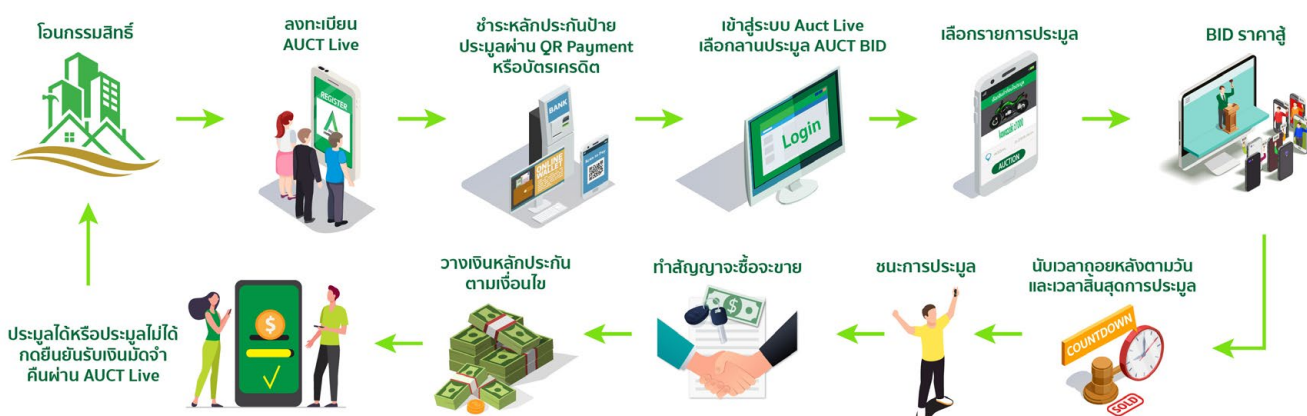 โอนกรรมสิทธิ์
ลงทะเบียน
AUCT Live
REGISTER
ชำระหลักประกันป้าย
ประมูลผ่าน QR Payment
หรือบัตรเครดิต
BANK
ONLINE
WALLET
เข้าสู่ระบบ Auct Live
เลือกลานประมูล AUCT BID
Login
เลือกรายการประมูล
AUCTION
BID ราคาสู้
นับเวลาถอยหลังตามวัน
และเวลาสิ้นสุดการประมูล
COUNTDOWN
SOLD
ชนะการประมูล
ทำสัญญาจะซื้อจะขาย
วางเงินหลักประกัน
ตามเงื่อนไข
ประมูลได้หรือประมูลไม่ได้
กดยืนยันรับเงินมัดจำ
คืนผ่าน AUCT Live